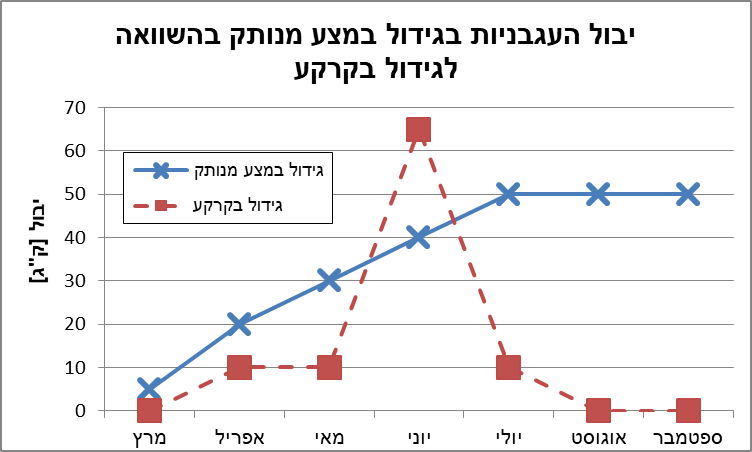 יבול העגבניות בגידול במצע מנותק בהשוואה
לגידול בקרקע
יבול [ק"ג]
70
60
50
40
30
20
10
0
גידול במצע מנותק
גידול בקרקע
מרץ אפריל מאי יוני יולי אוגוסט ספטמבר